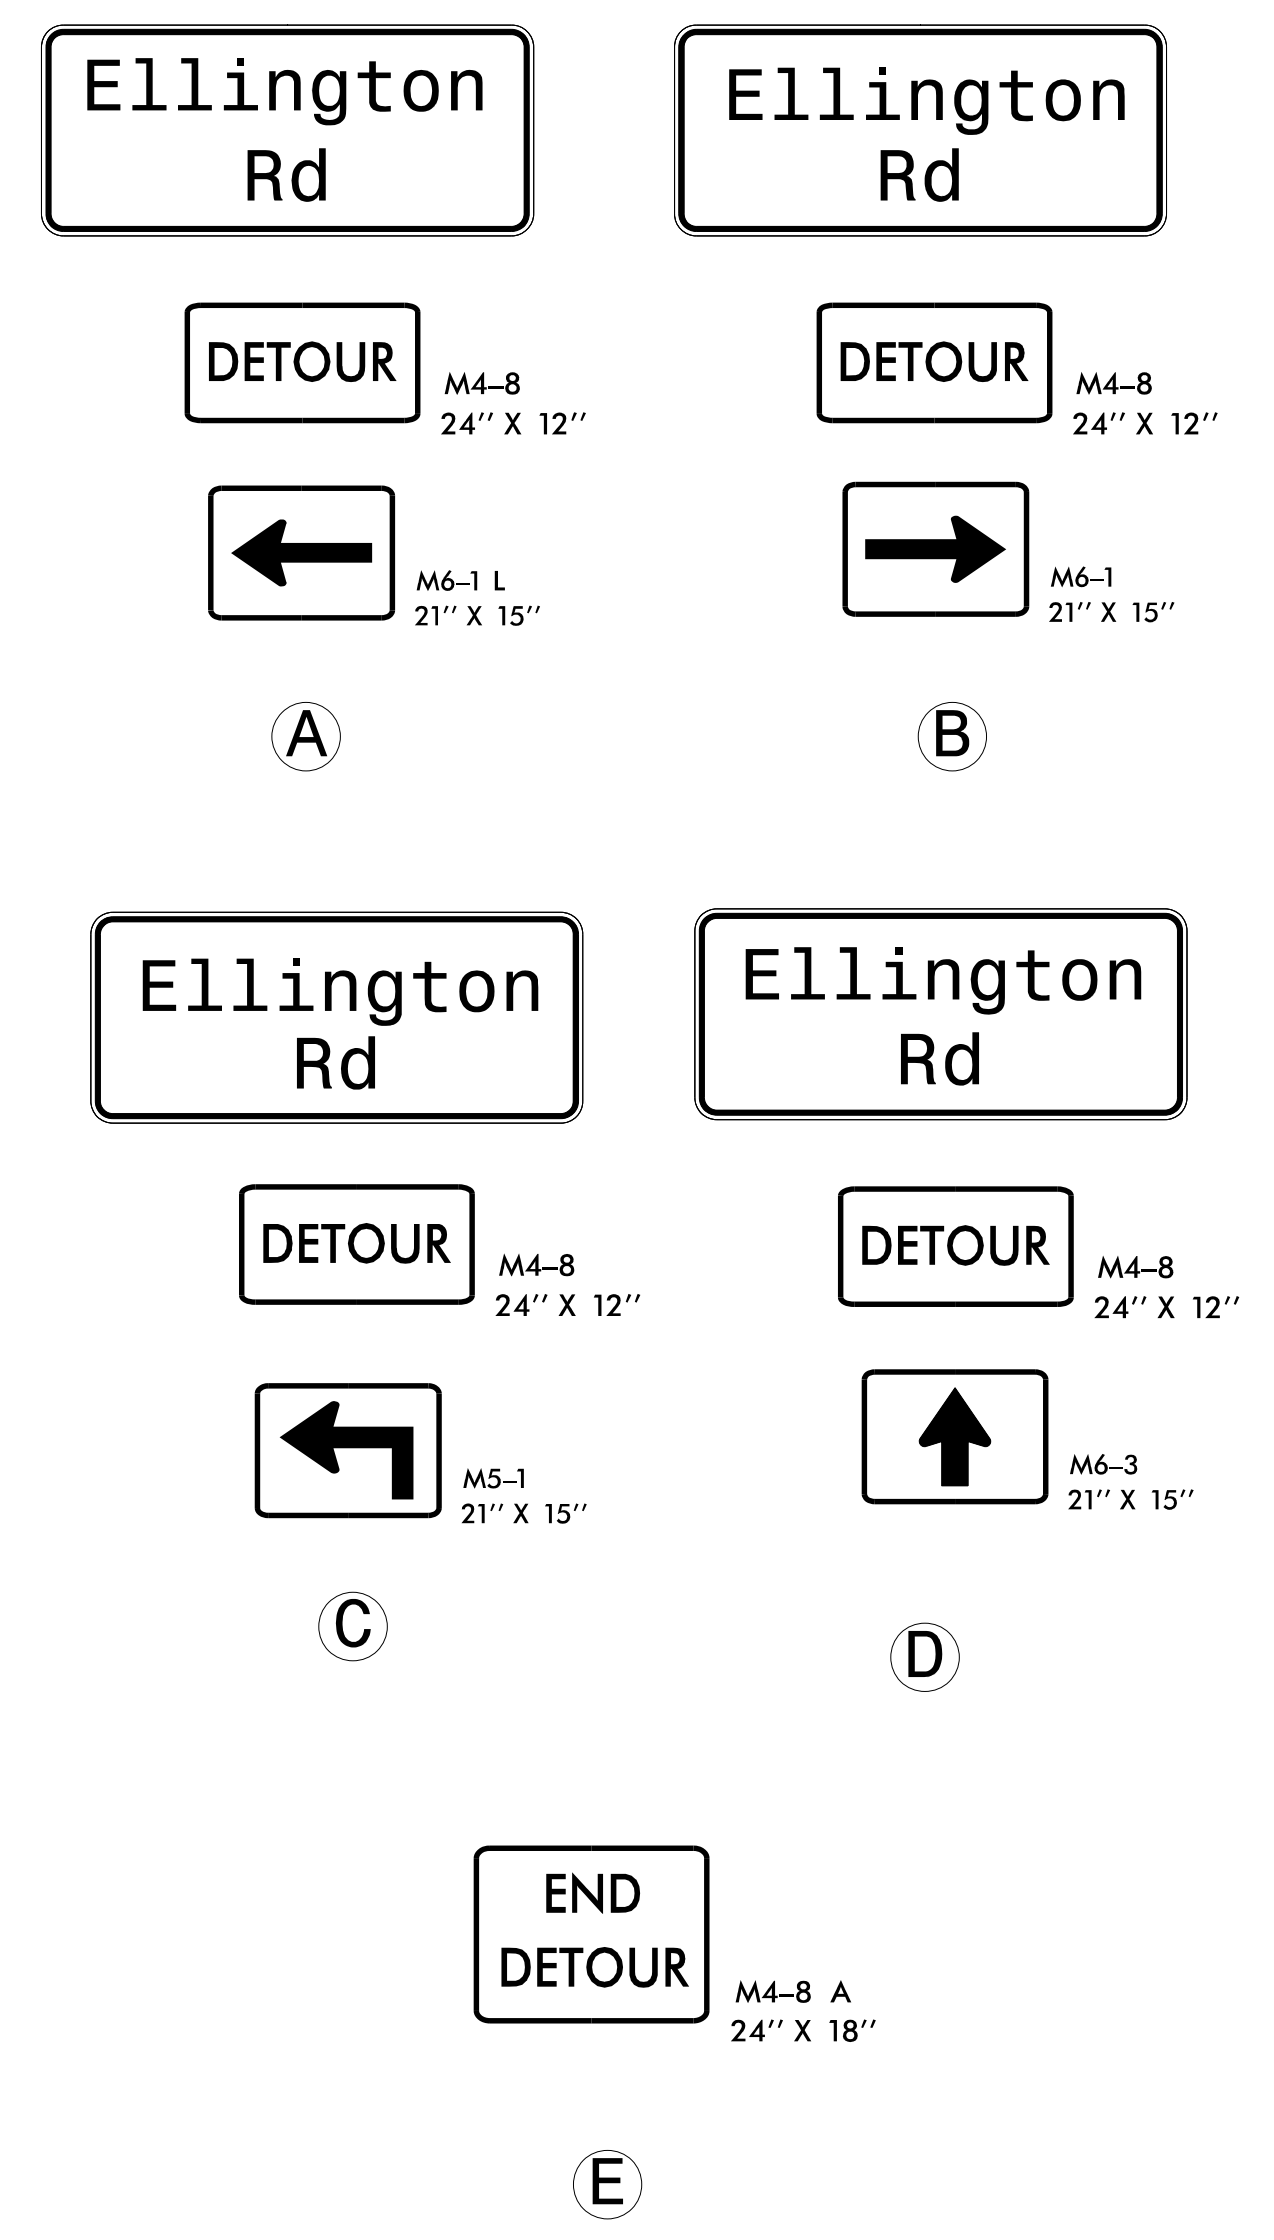 Ellington
Rd
DETOUR
M4–8
24’’ X 12’’
M6–1 L
21’’ X 15’’
A
Ellington
Rd
DETOUR
M4–8
24’’ X 12’’
M6–1
21’’ X 15’’
B
Ellington
Rd
DETOUR
M4–8
24’’ X 12’’
M5–1
21’’ X 15’’
C
Ellington
Rd
DETOUR
M4–8
24’’ X 12’’
M6–3
21’’ X 15’’
D
END
DETOUR
M4–8 A
24’’ X 18’’
E